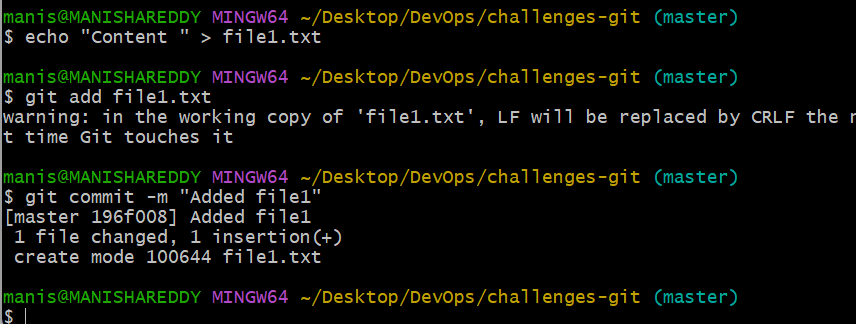 manis@MANISHAREDDY MINGW64 ~/Desktop/DevOps/challenges-git (master)
$ echo "Content " > file1.txt
manis@MANISHAREDDY MINGW64 ~/Desktop/DevOps/challenges-git (master)
$ git add file1.txt
warning: in the working copy of 'file1.txt', LF will be replaced by CRLF the
t time Git touches it
manis@MANISHAREDDY MINGW64 ~/Desktop/DevOps/challenges-git (master)
$ git commit -m "Added file1"
[master 196f008] Added file1
 1 file changed, 1 insertion(+)
 create mode 100644 file1.txt
manis@MANISHAREDDY MINGW64 ~/Desktop/DevOps/challenges-git (master)
$